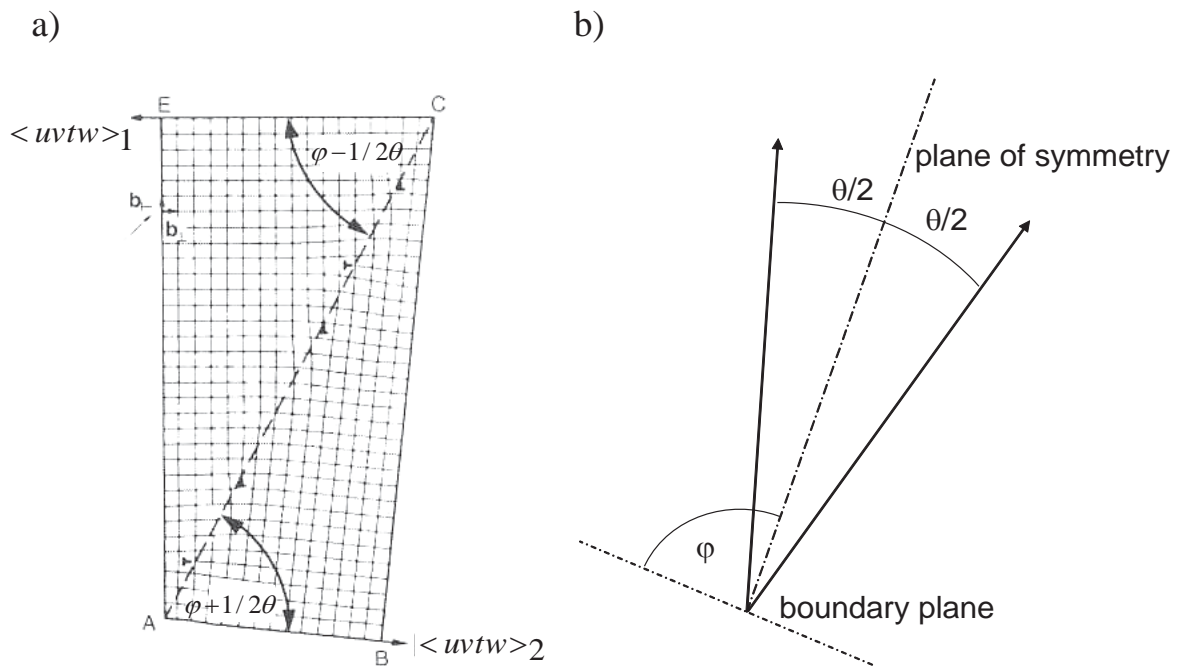 a)
b)
E
C
<uvtw>1
φ−1/2θ
b⊢
b⊥
A
φ+1/2θ
B
<uvtw>2
plane of symmetry
θ/2
θ/2
φ
boundary plane